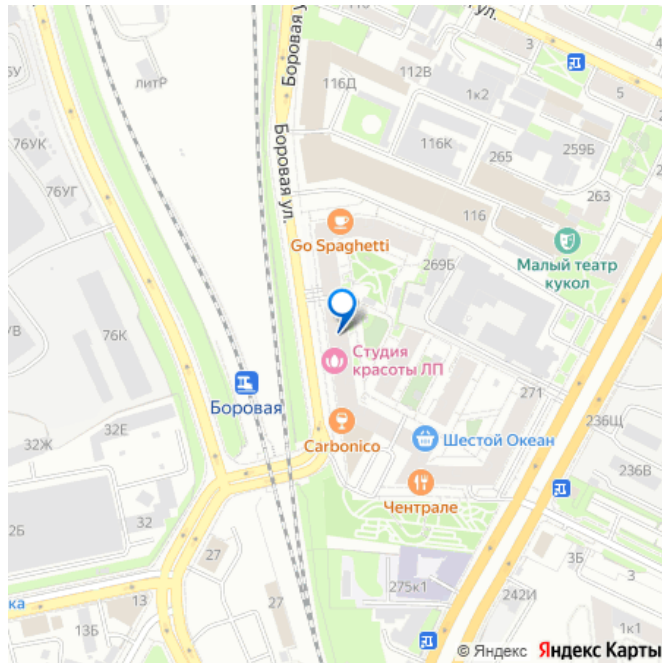 Боровая ул.
ул.
3
литР
116Д
112В
1к2
5
76УК
116К
265
259Б
76УГ
Боровая ул.
263
116
Go Spaghetti
Малый театр
кукол
269Б
76К
Студия
красоты ЛП
271
Боровая
236Щ
32Ж
32Е
Carbonico
Шестой Океан
236В
Чентрале
32
27
3Б
3
275к1
242И
13
27
13Б
1к1
© Яндекс Яндекс Карты